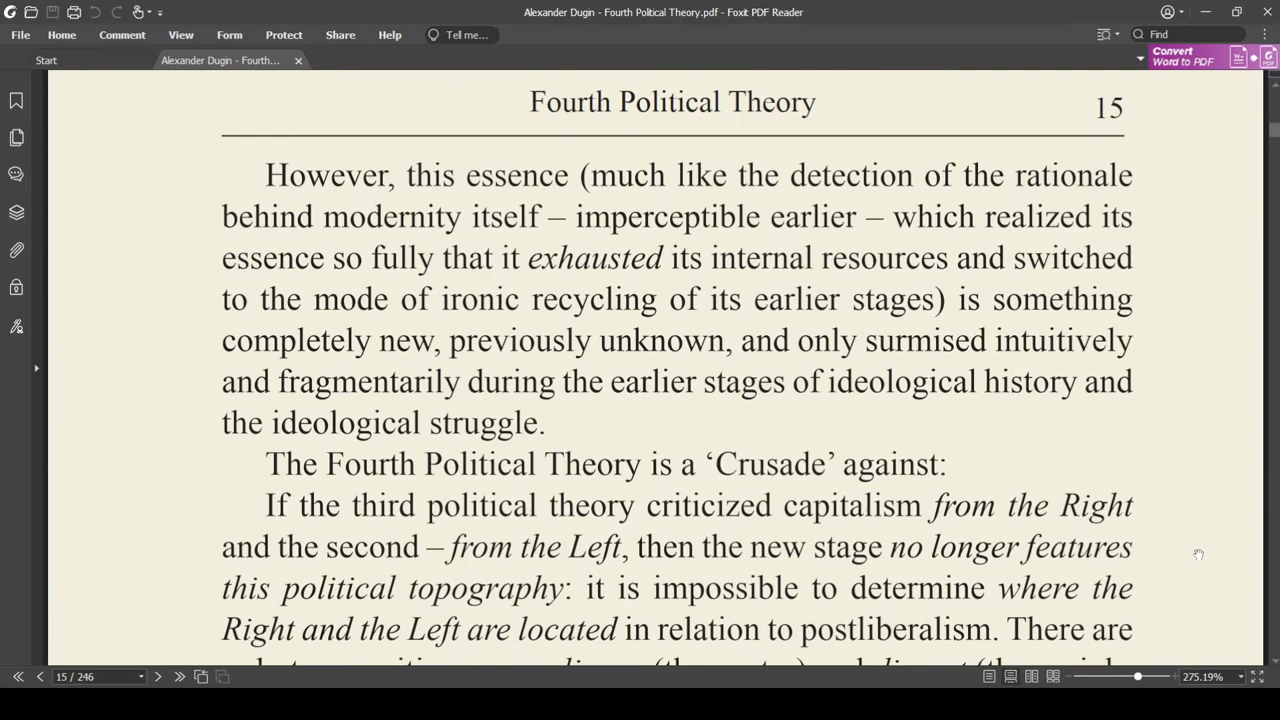 Alexander Dugin - Fourth Political Theory.pdf - Foxit PDF Reader
File Home Comment View Form Protect Share Help Tell me... Find
Start Alexander Dugin - Fourth... Convert
Word to PDF
Fourth Political Theory 15
However, this essence (much like the detection of the rationale
behind modernity itself – imperceptible earlier – which realized its
essence so fully that it exhausted its internal resources and switched
to the mode of ironic recycling of its earlier stages) is something
completely new, previously unknown, and only surmised intuitively
and fragmentarily during the earlier stages of ideological history and
the ideological struggle.
The Fourth Political Theory is a ‘Crusade’ against:
If the third political theory criticized capitalism from the Right
and the second – from the Left, then the new stage no longer features
this political topography: it is impossible to determine where the
Right and the Left are located in relation to postliberalism. There are
15 / 246 275.19%